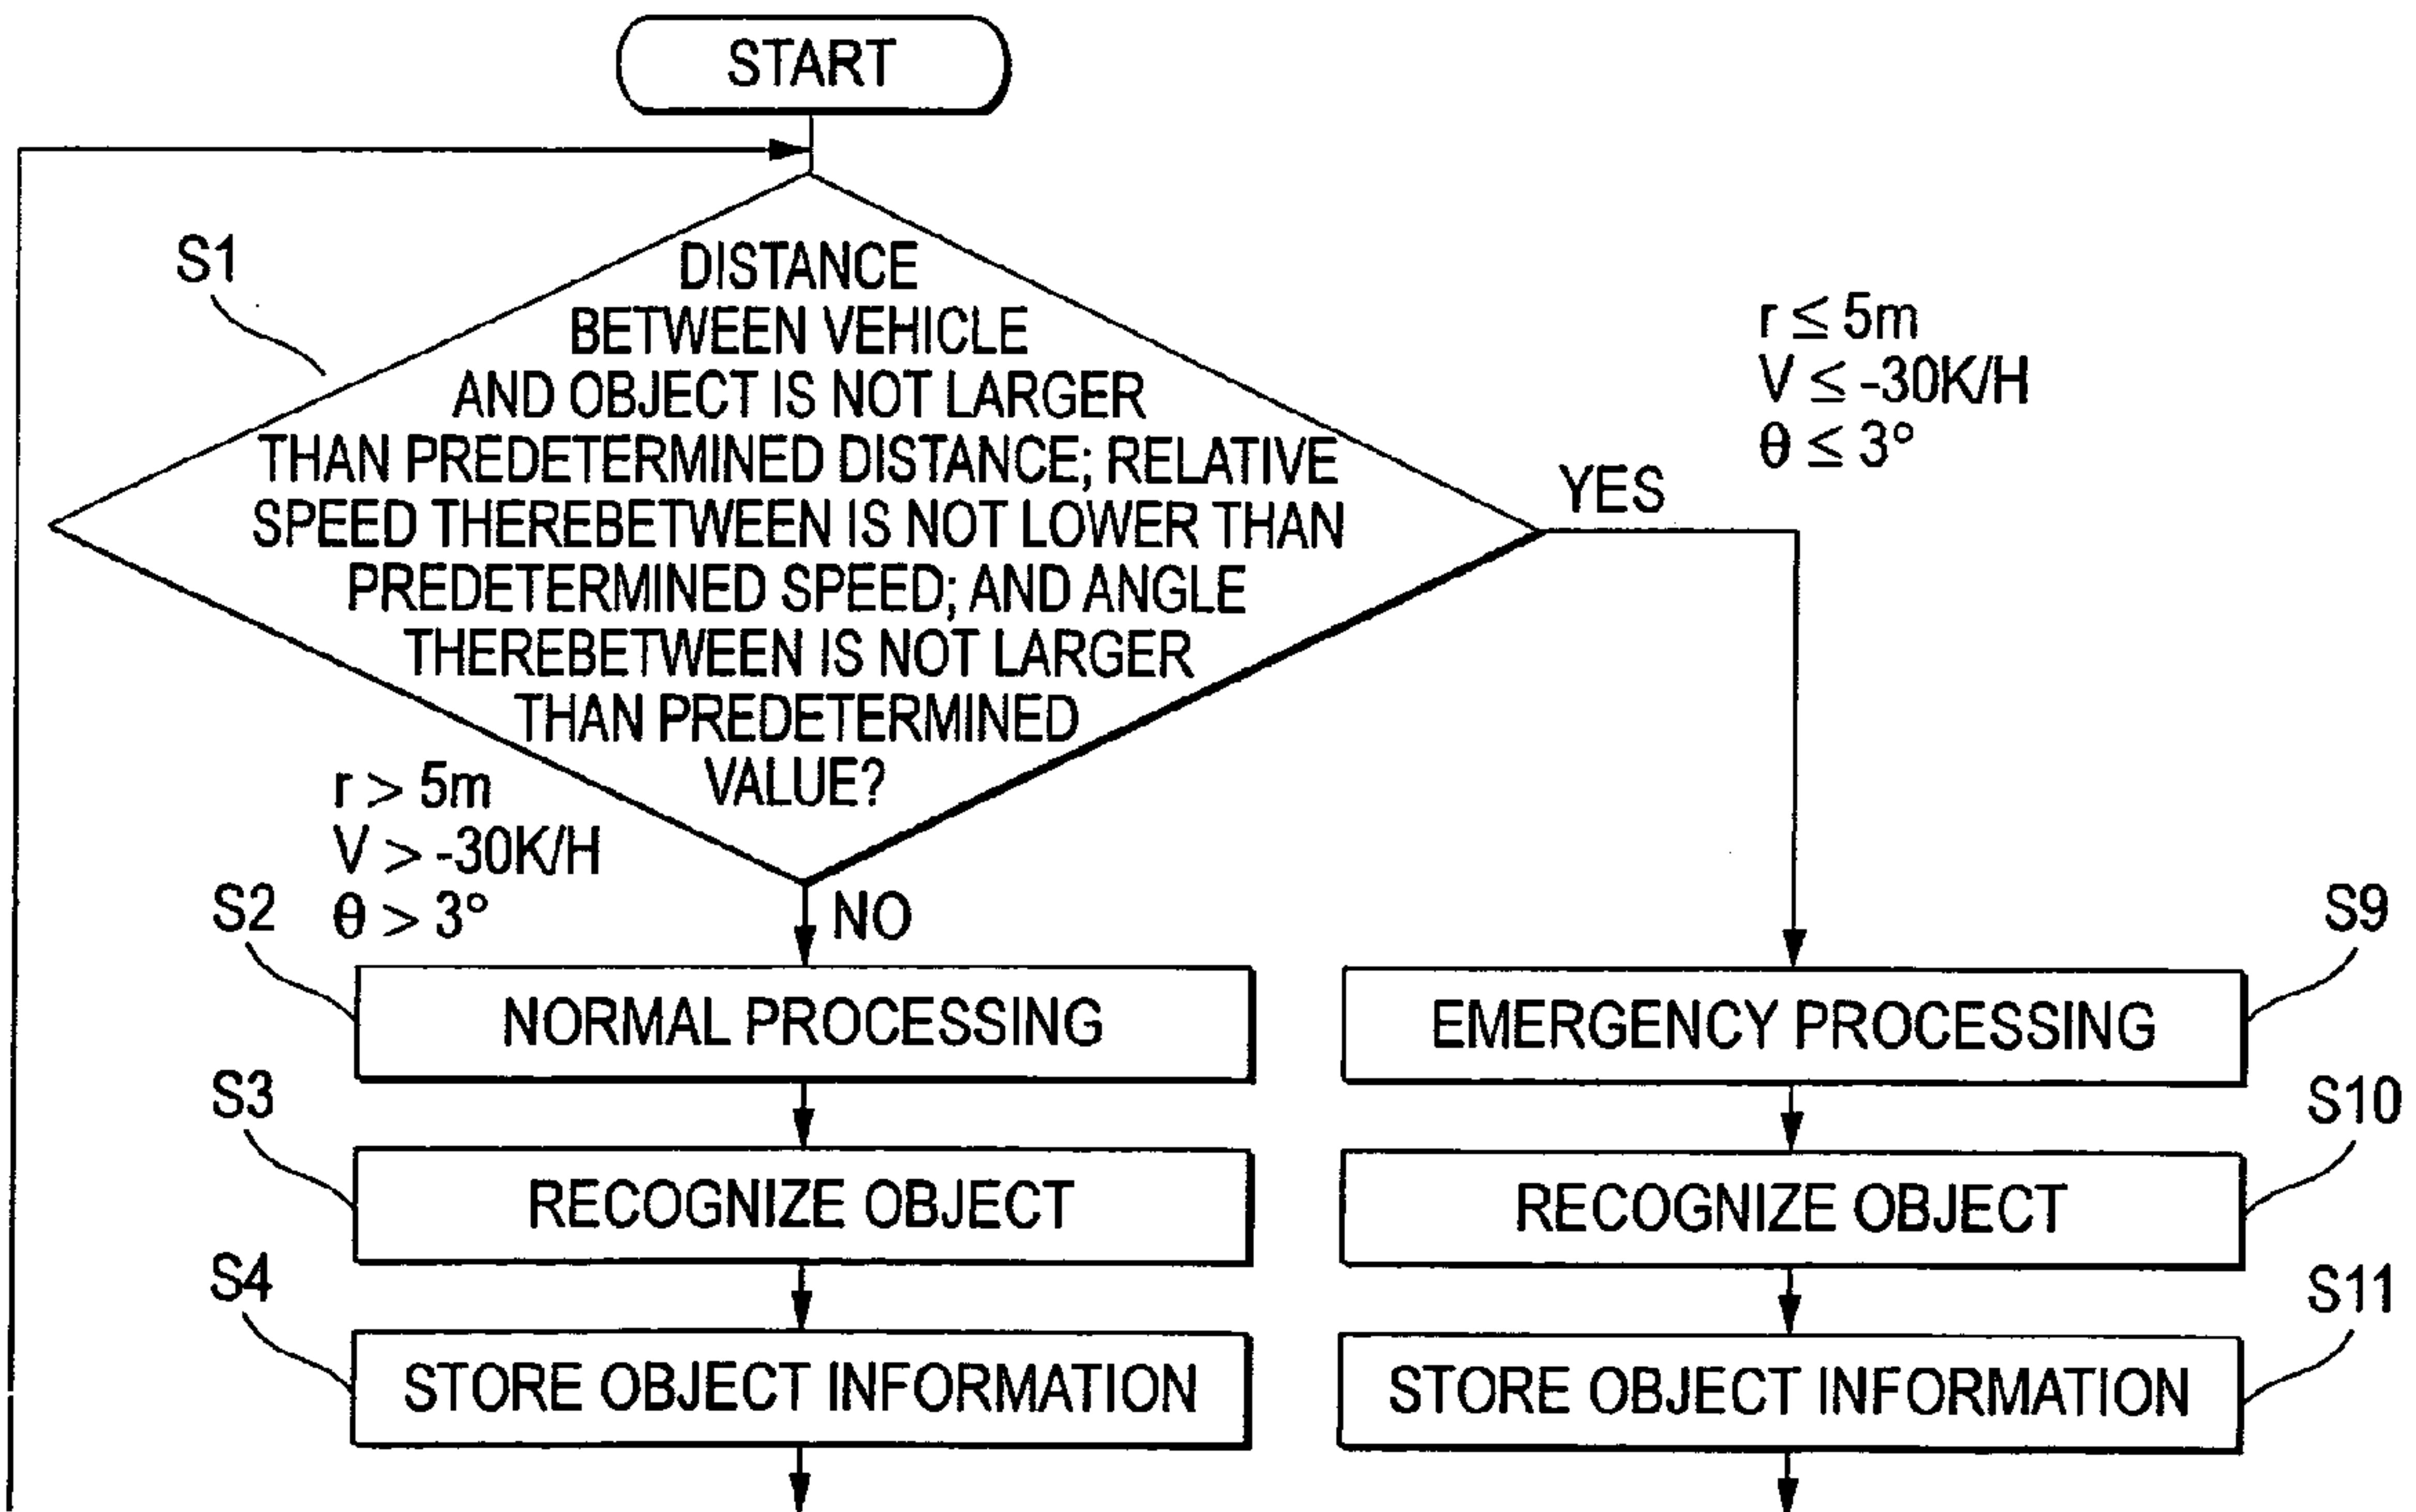 START
S1
DISTANCE
BETWEEN VEHICLE
AND OBJECT IS NOT LARGER
THAN PREDETERMINED DISTANCE; RELATIVE
SPEED THEREBETWEEN IS NOT LOWER THAN
PREDETERMINED SPEED; AND ANGLE
THEREBETWEEN IS NOT LARGER
THAN PREDETERMINED
VALUE?
r ≤ 5m
V ≤ -30K/H
θ ≤ 3°
YES
r > 5m
V > -30K/H
θ > 3°
NO
S2
NORMAL PROCESSING
S3
RECOGNIZE OBJECT
S4
STORE OBJECT INFORMATION
S9
EMERGENCY PROCESSING
S10
RECOGNIZE OBJECT
S11
STORE OBJECT INFORMATION